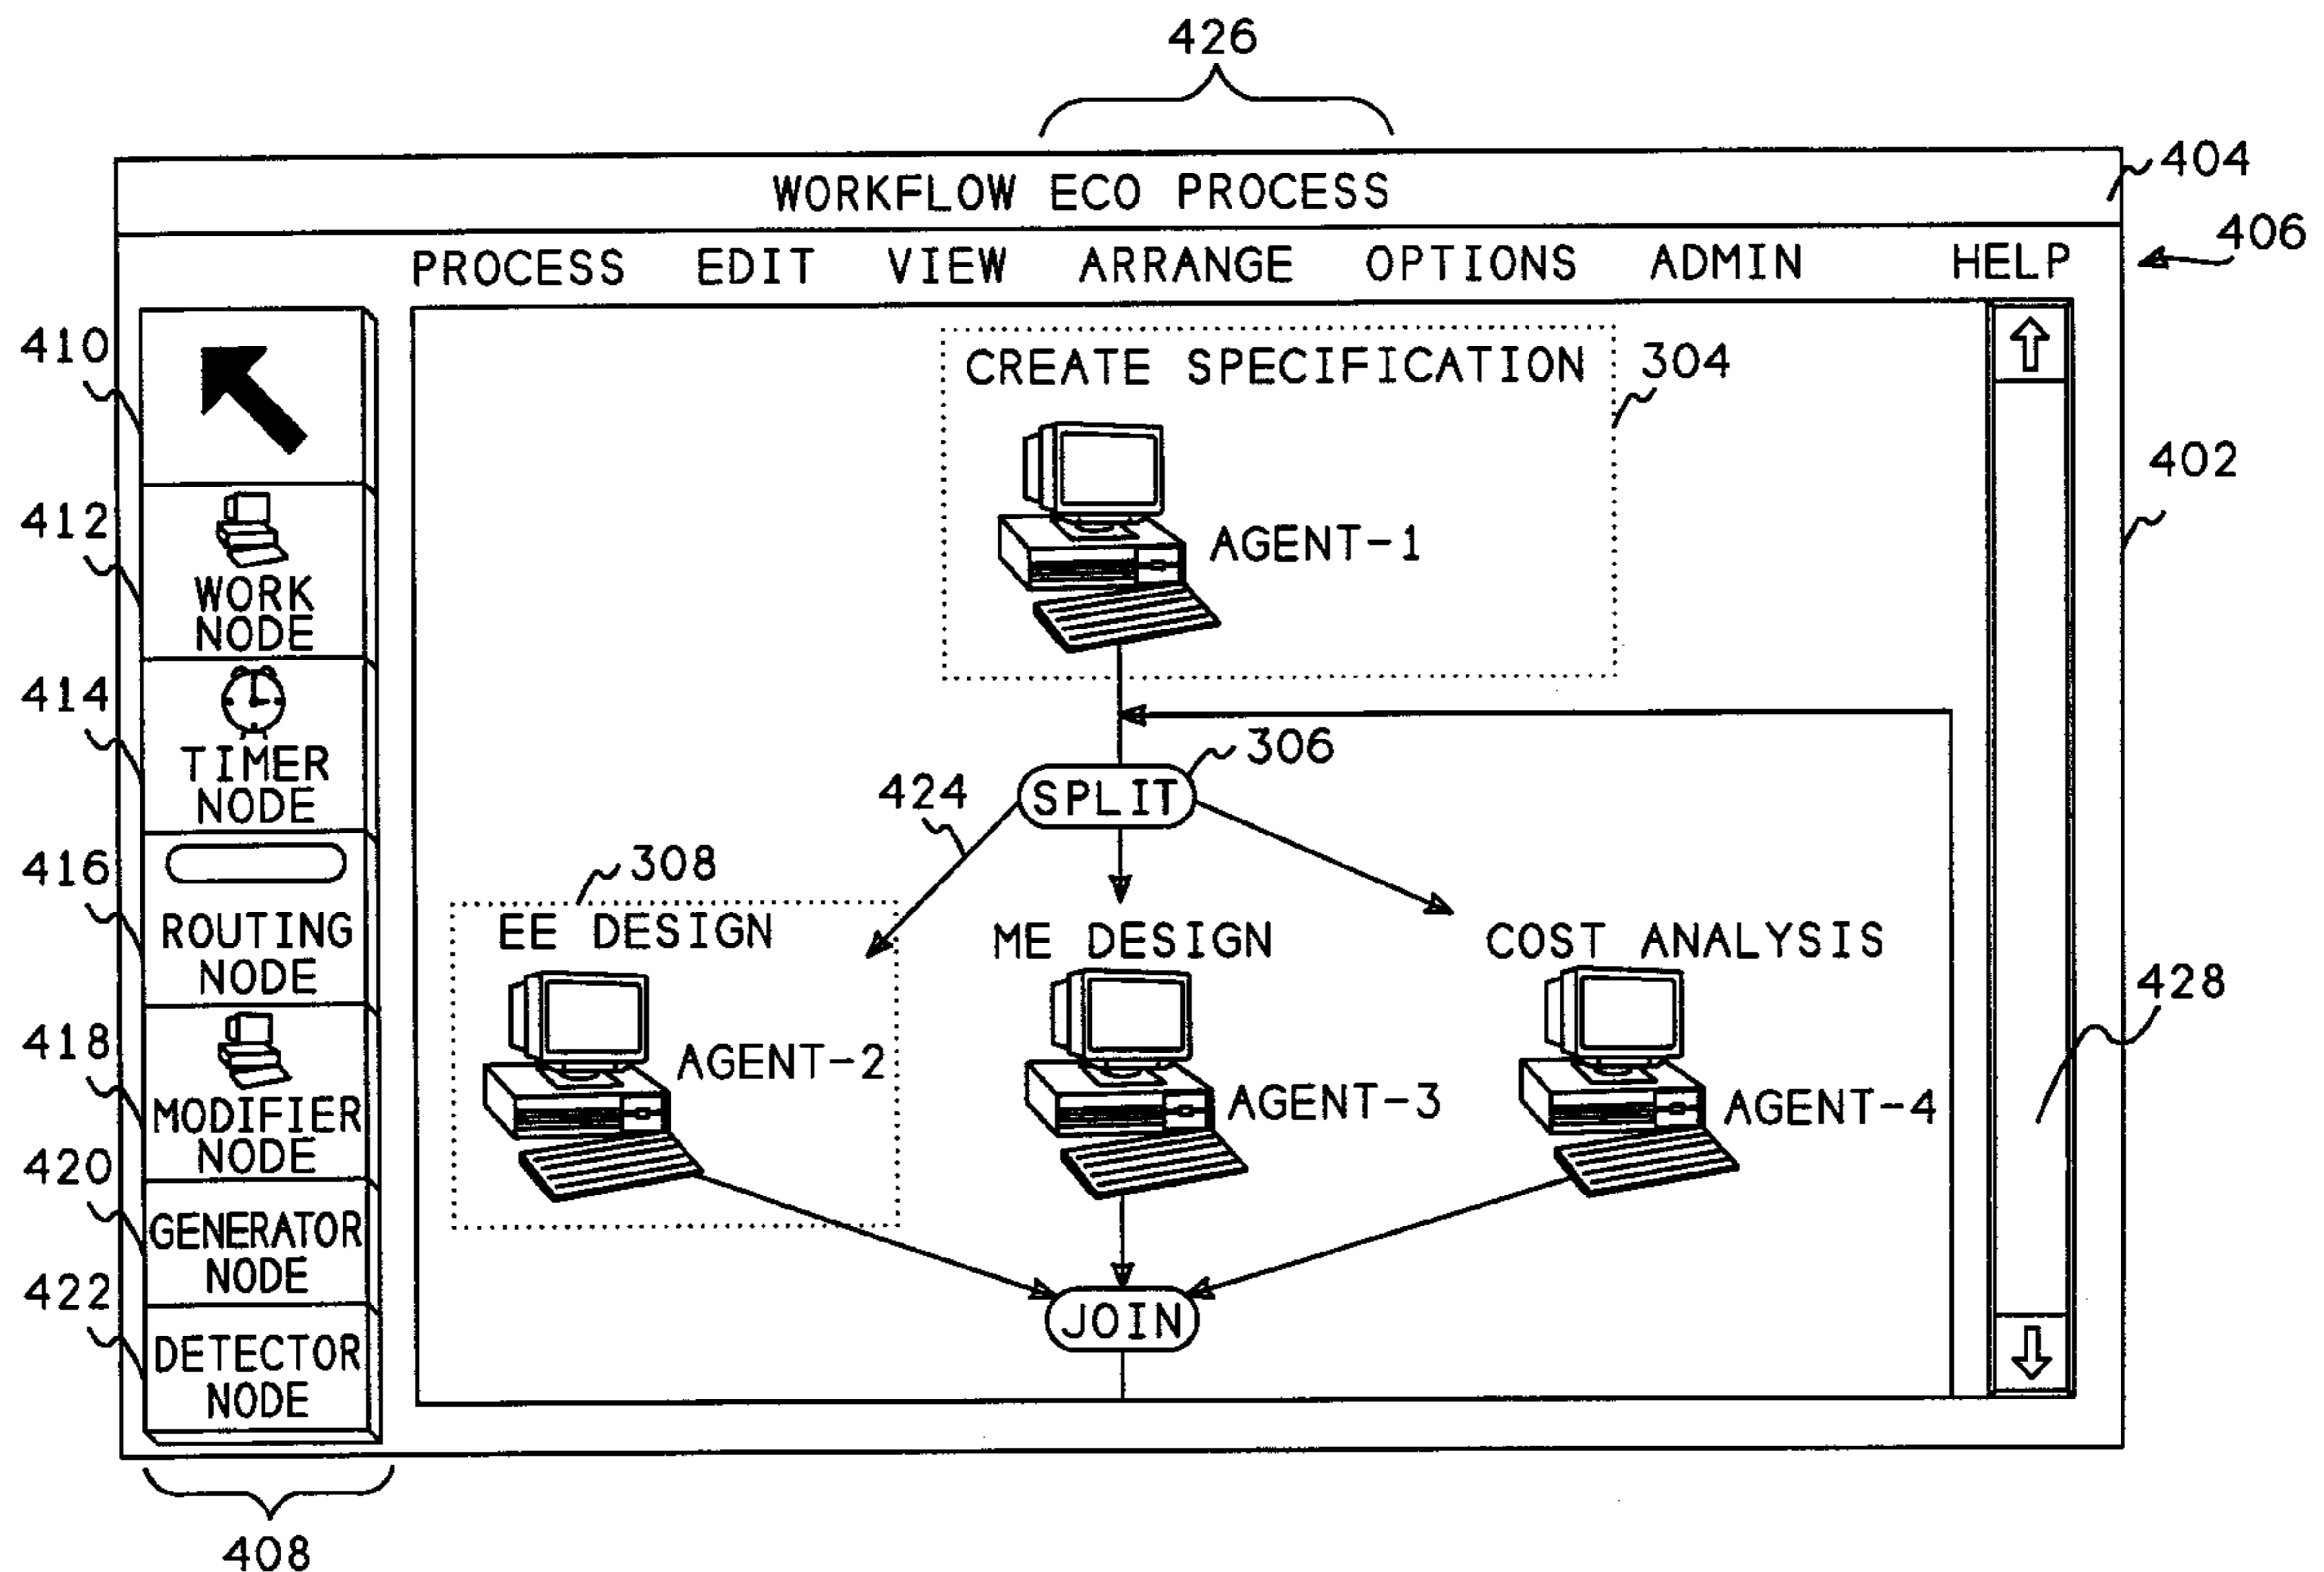 426
WORKFLOW ECO PROCESS
404
PROCESS EDIT VIEW ARRANGE OPTIONS ADMIN HELP
406
410
CREATE SPECIFICATION
304
402
412
AGENT-1
WORK
NODE
414
306
TIMER
NODE
424
SPLIT
416
308
ROUTING
NODE
EE DESIGN
ME DESIGN
COST ANALYSIS
428
418
AGENT-2
AGENT-3
AGENT-4
MODIFIER
NODE
420
GENERATOR
NODE
422
JOIN
DETECTOR
NODE
408